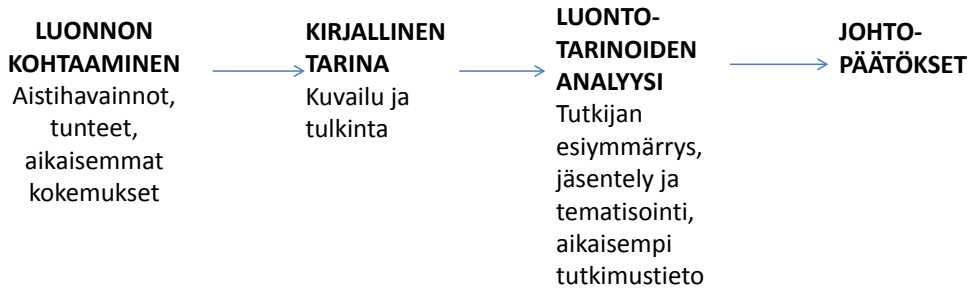 LUONNON
KOHTAAMINEN
Aistihavainnot,
tunteet,
aikaisemmat
kokemukset
KIRJALLINEN
TARINA
Kuvailu ja
tulkinta
LUONTO-
TARINOIDEN
ANALYYSI
Tutkijan
esiymmärrys,
jäsentely ja
tematisointi,
aikaisempi
tutkimustieto
JOHTO-
PÄÄTÖKSET